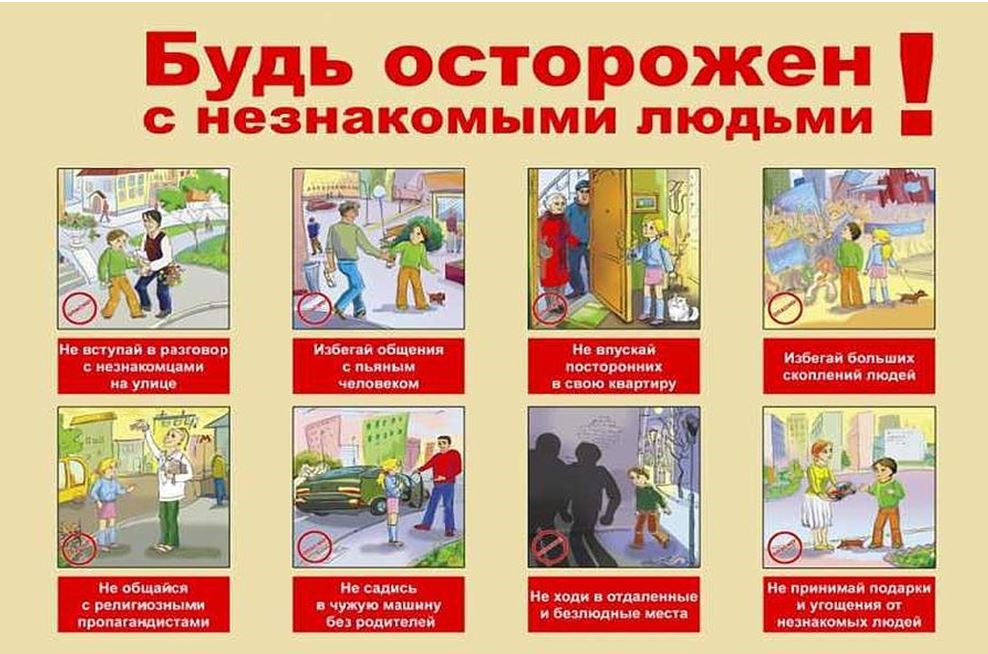 Будь осторожен!
с незнакомыми людьми
Не вступай в разговор
с незнакомцами
на улице
Избегай общения
с пьяным
человеком
Не впускай
посторонних
в свою квартиру
Избегай больших
скоплений людей
Не общайся
с религиозными
пропагандистами
Не садись
в чужую машину
без родителей
Не ходи в отдаленные
и безлюдные места
Не принимай подарки
и угощения от
незнакомых людей